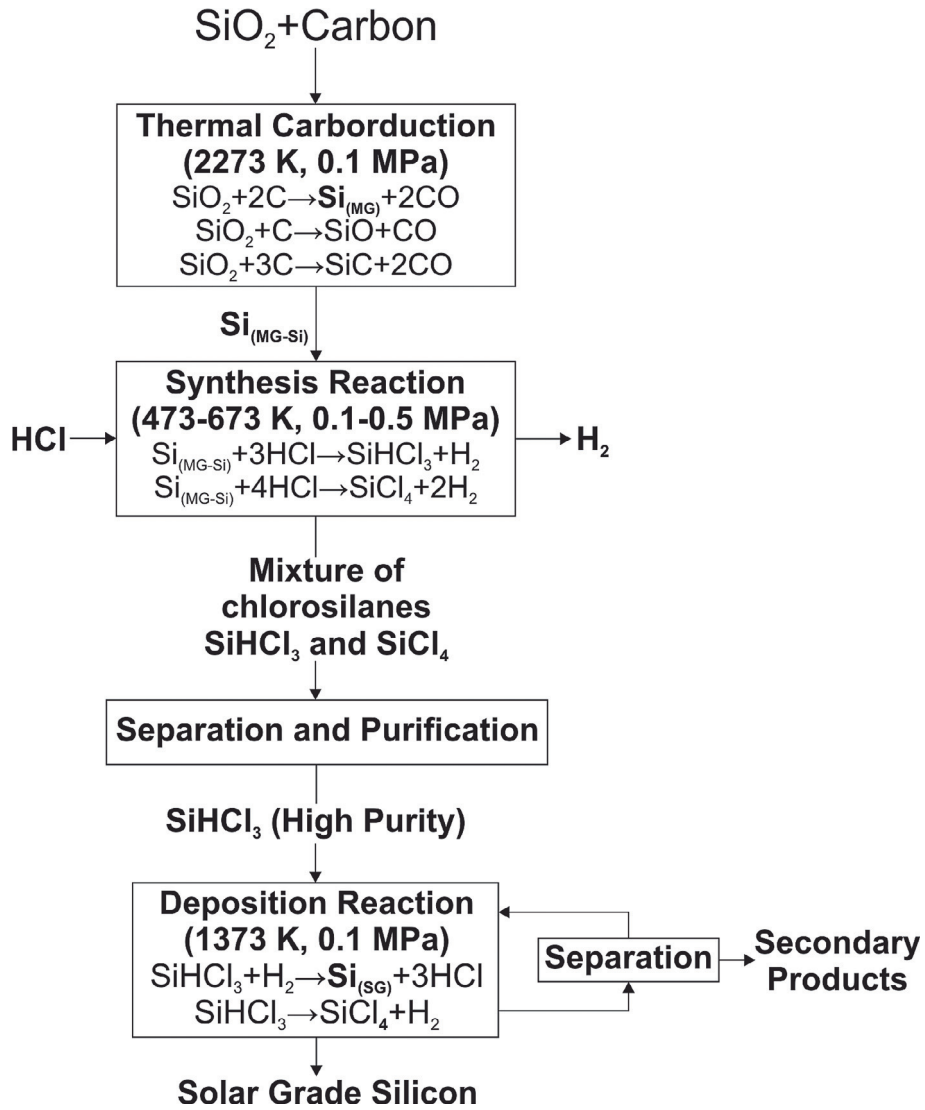 SiO₂+Carbon
Thermal Carborduction
(2273 K, 0.1 MPa)
SiO₂+2C→Si₍MG₎+2CO
SiO₂+C→SiO+CO
SiO₂+3C→SiC+2CO
Si(MG-Si)
Synthesis Reaction
(473-673 K, 0.1-0.5 MPa)
HCl
Si(MG-Si)+3HCl→SiHCl₃+H₂
Si(MG-Si)+4HCl→SiCl₄+2H₂
H₂
Mixture of
chlorosilanes
SiHCl₃ and SiCl₄
Separation and Purification
SiHCl₃ (High Purity)
Deposition Reaction
(1373 K, 0.1 MPa)
SiHCl₃+H₂→Si(SG)+3HCl
SiHCl₃→SiCl₄+H₂
Separation
Secondary
Products
Solar Grade Silicon